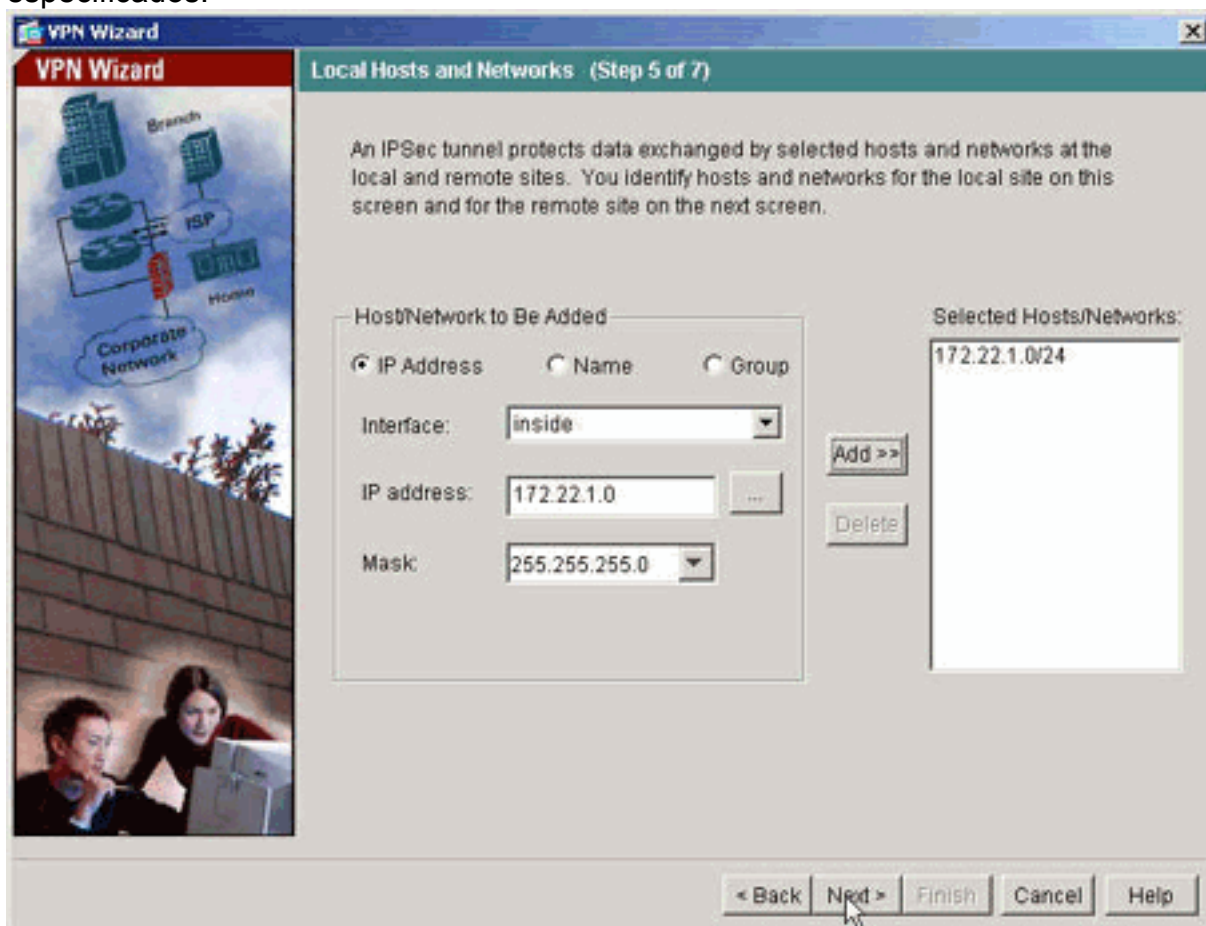 especificados.
VPN Wizard
VPN Wizard
Local Hosts and Networks (Step 5 of 7)
Branch
ISP
Home
Corporate
Network
An IPSec tunnel protects data exchanged by selected hosts and networks at the
local and remote sites. You identify hosts and networks for the local site on this
screen and for the remote site on the next screen.
Host/Network to Be Added
IP Address
Name
Group
Interface:
inside
IP address:
172.22.1.0
...
Mask:
255.255.255.0
Add >>
Delete
Selected Hosts/Networks:
172.22.1.0/24
< Back
Next >
Finish
Cancel
Help